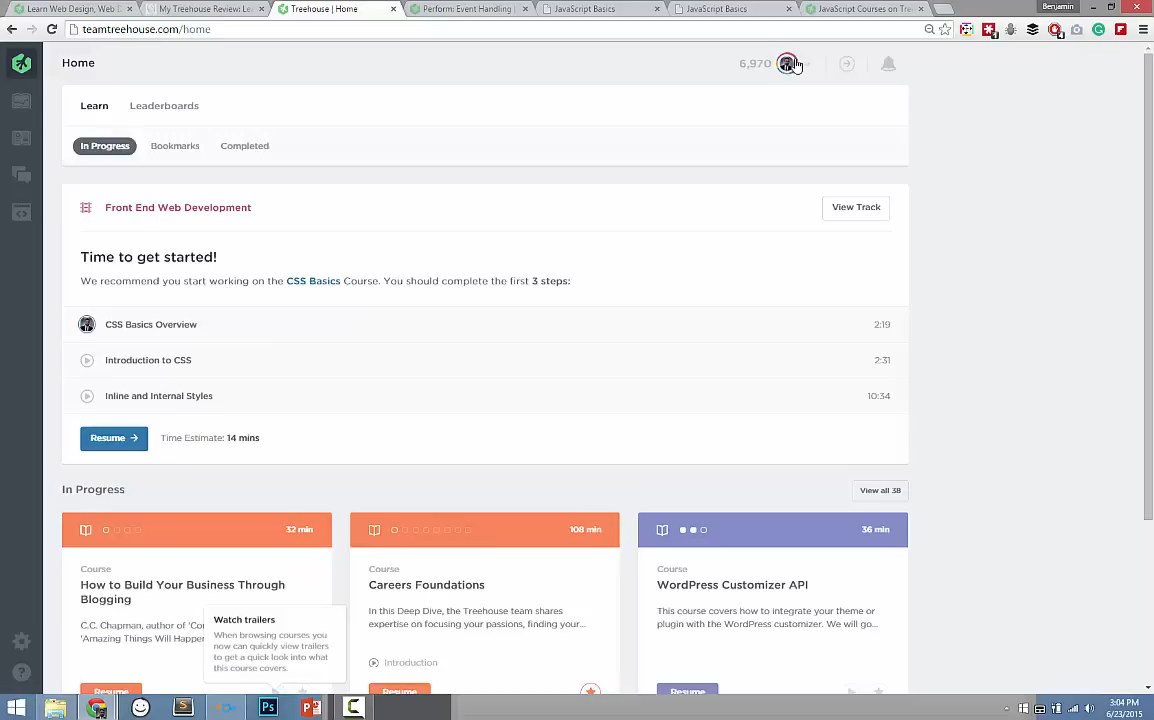 Learn Web Design, Web D
My Treehouse Review: Le
Treehouse | Home
Perform: Event Handling |
JavaScript Basics
JavaScript Basics
JavaScript Courses on Tre
Benjamin
teamtreehouse.com/home
Home
6,970
Learn
Leaderboards
In Progress
Bookmarks
Completed
Front End Web Development
View Track
Time to get started!
We recommend you start working on the CSS Basics Course. You should complete the first 3 steps:
CSS Basics Overview
2:19
Introduction to CSS
2:31
Inline and Internal Styles
10:34
Resume →
Time Estimate: 14 mins
In Progress
View all 38
32 min
108 min
36 min
Course
How to Build Your Business Through
Blogging
C.C. Chapman, author of 'Co
'Amazing Things Will Happer
Resume
Watch trailers
When browsing courses you
now can quickly view trailers
to get a quick look into what
this course covers.
Course
Careers Foundations
In this Deep Dive, the Treehouse team shares
expertise on focusing your passions, finding your...
Introduction
Resume
Course
WordPress Customizer API
This course covers how to integrate your theme or
plugin with the WordPress customizer. We will go...
Resume
3:04 PM
6/23/2015